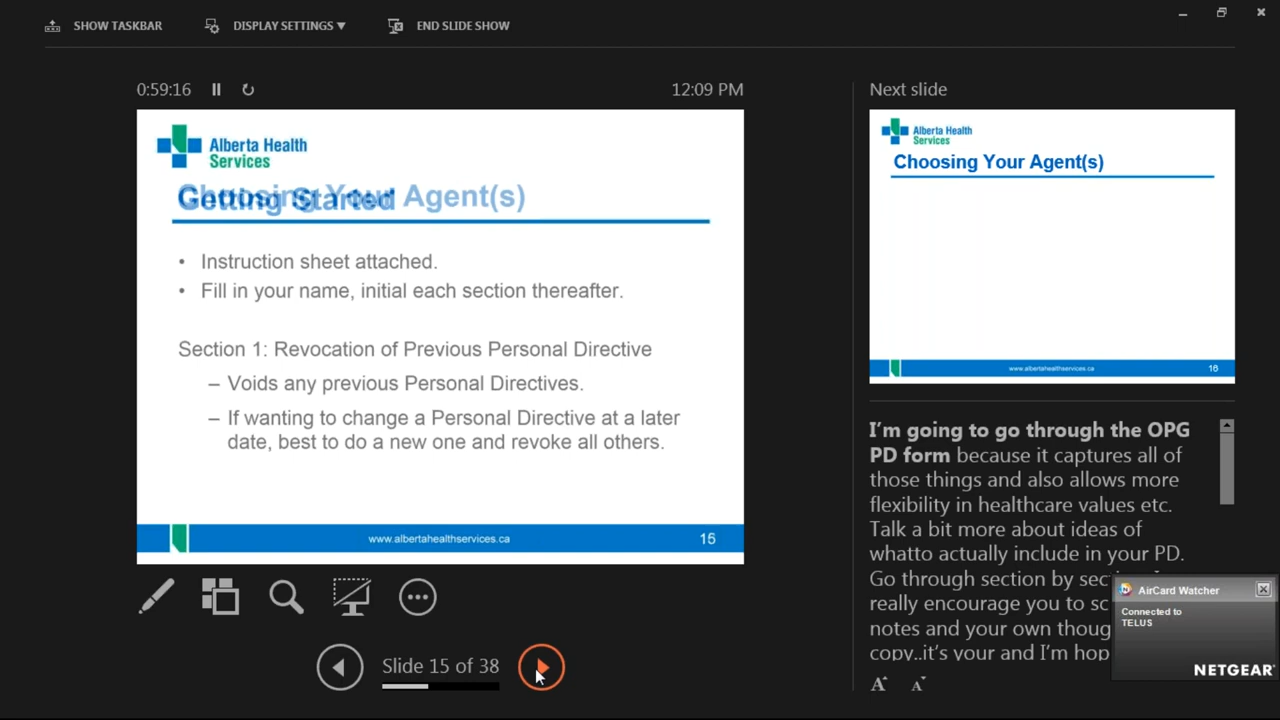 SHOW TASKBAR
DISPLAY SETTINGS
END SLIDE SHOW
0:59:16
12:09 PM
Alberta Health
Services
Getting Started
Choosing Your Agent(s)
• Instruction sheet attached.
• Fill in your name, initial each section thereafter.
Section 1: Revocation of Previous Personal Directive
– Voids any previous Personal Directives.
– If wanting to change a Personal Directive at a later
date, best to do a new one and revoke all others.
www.albertahealthservices.ca
Slide 15 of 38
Next slide
Alberta Health
Services
Choosing Your Agent(s)
www.albertahealthservices.ca
16
I'm going to go through the OPG
PD form because it captures all of
those things and also allows more
flexibility in healthcare values etc.
Talk a bit more about ideas of
whatto actually include in your PD.
Go through section by
really encourage you to
notes and your own
copy..it's your and I'm
A A
AirCard Watcher
Connected to
TELUS
NETGEAR